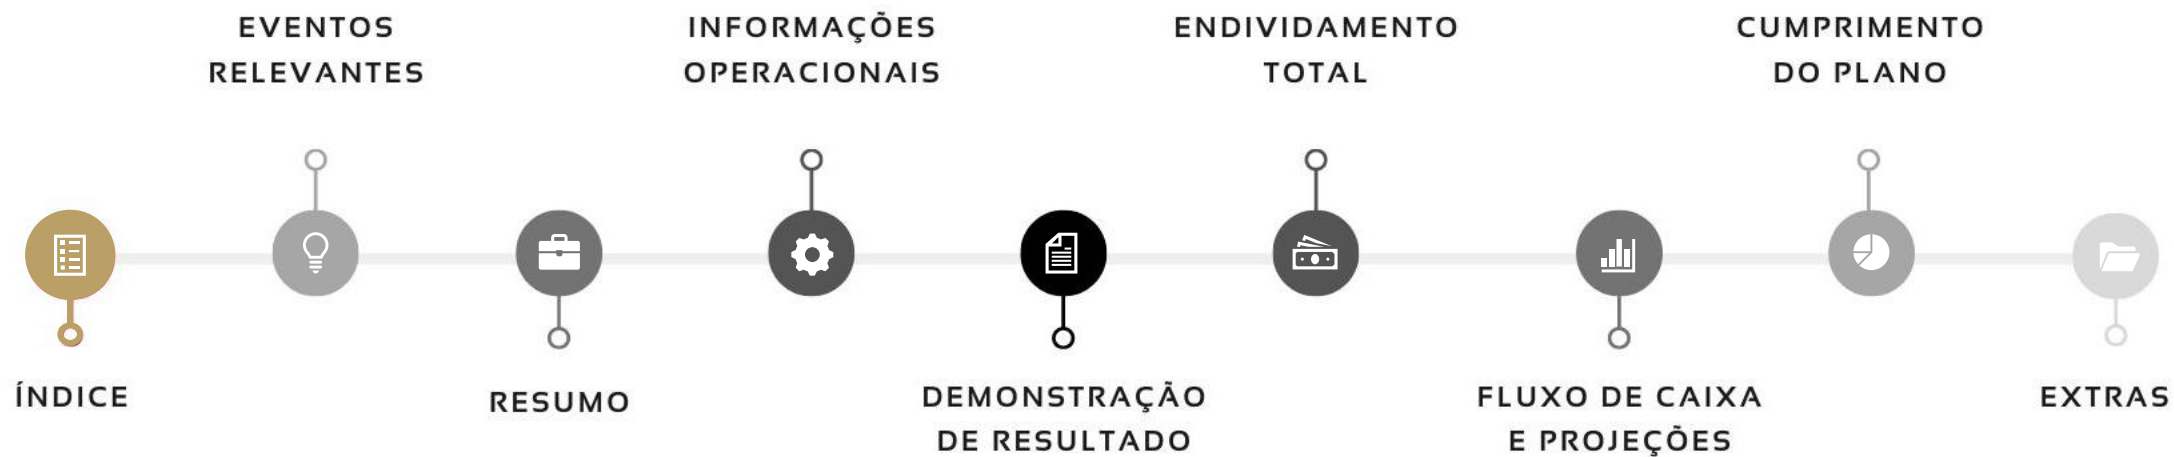 ÍNDICE
EVENTOS
RELEVANTES
RESUMO
INFORMAÇÕES
OPERACIONAIS
DEMONSTRAÇÃO
DE RESULTADO
ENDIVIDAMENTO
TOTAL
FLUXO DE CAIXA
E PROJEÇÕES
CUMPRIMENTO
DO PLANO
EXTRAS